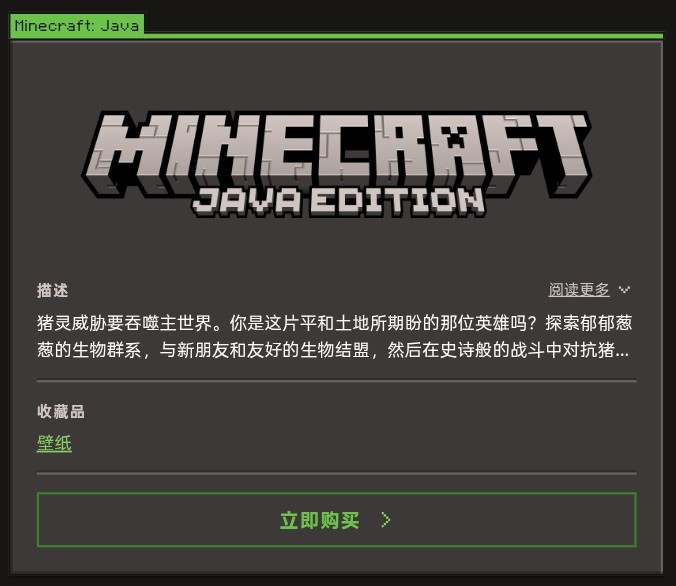 Minecraft: Java
MINECRAFT
JAVA EDITION
描述
阅读更多
猪灵威胁要吞噬主世界。你是这片平和土地所期盼的那位英雄吗？探索郁郁葱
葱的生物群系，与新朋友和友好的生物结盟，然后在史诗般的战斗中对抗猪...
收藏品
壁纸
立即购买